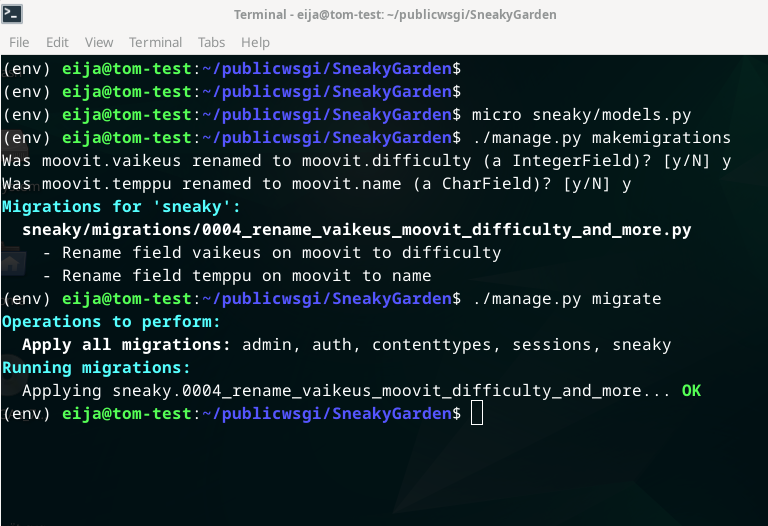 Terminal - eija@tom-test: ~/publicwsgi/SneakyGarden
File Edit View Terminal Tabs Help
(env) eija@tom-test:~/publicwsgi/SneakyGarden$
(env) eija@tom-test:~/publicwsgi/SneakyGarden$
(env) eija@tom-test:~/publicwsgi/SneakyGarden$ micro sneaky/models.py
(env) eija@tom-test:~/publicwsgi/SneakyGarden$ ./manage.py makemigrations
Was moovit.vaikeus renamed to moovit.difficulty (a IntegerField)? [y/N] y
Was moovit.temppu renamed to moovit.name (a CharField)? [y/N] y
Migrations for 'sneaky':
  sneaky/migrations/0004_rename_vaikeus_moovit_difficulty_and_more.py
    - Rename field vaikeus on moovit to difficulty
    - Rename field temppu on moovit to name
(env) eija@tom-test:~/publicwsgi/SneakyGarden$ ./manage.py migrate
Operations to perform:
  Apply all migrations: admin, auth, contenttypes, sessions, sneaky
Running migrations:
  Applying sneaky.0004_rename_vaikeus_moovit_difficulty_and_more... OK
(env) eija@tom-test:~/publicwsgi/SneakyGarden$